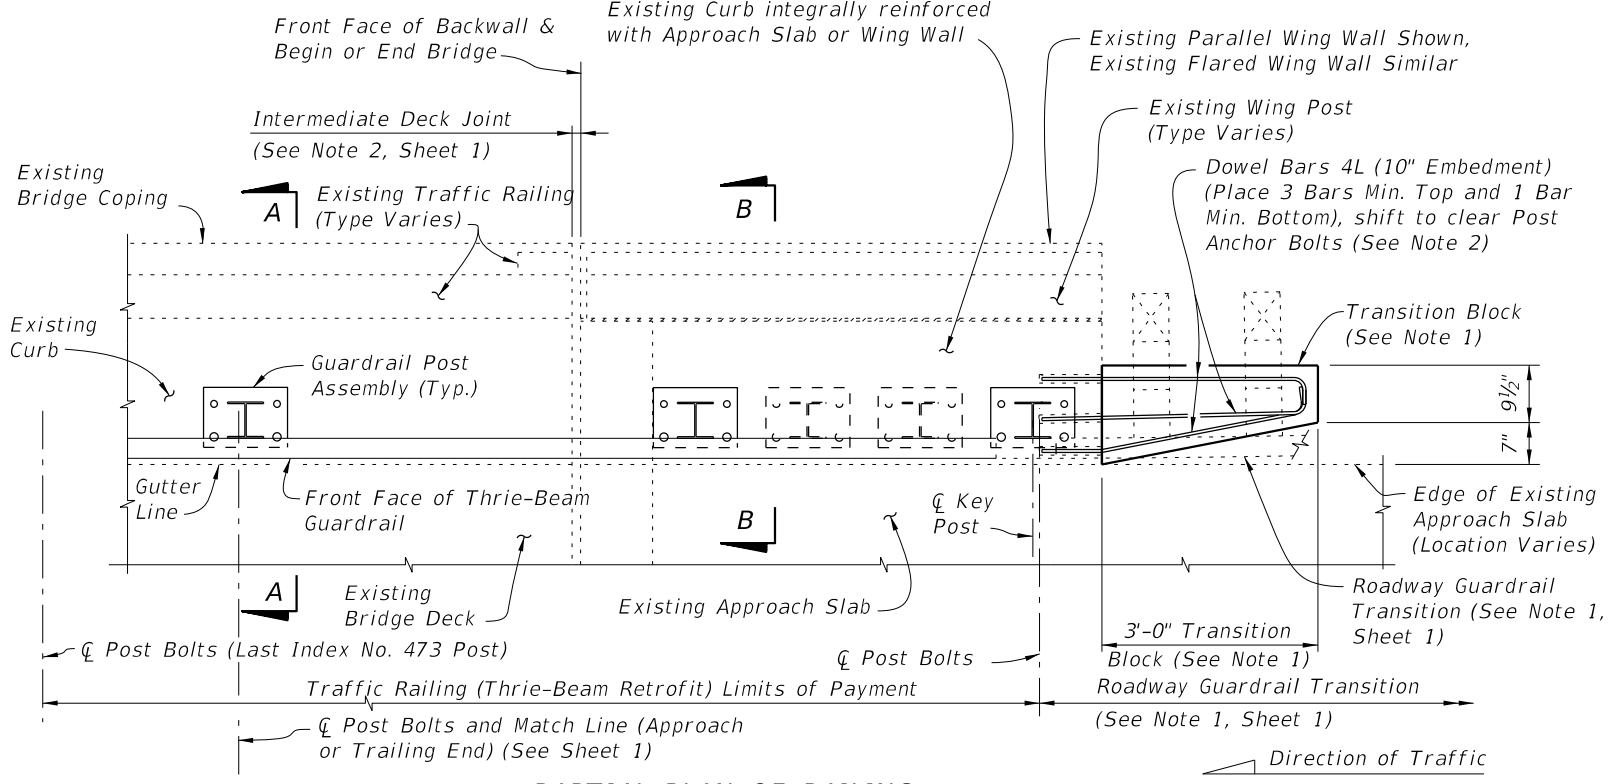 Front Face of Backwall &
Begin or End Bridge
Existing Curb integrally reinforced
with Approach Slab or Wing Wall
Existing Parallel Wing Wall Shown,
Existing Flared Wing Wall Similar
Intermediate Deck Joint
(See Note 2, Sheet 1)
Existing Wing Post
(Type Varies)
Existing
Bridge Coping
A
Existing Traffic Railing
(Type Varies)
B
Dowel Bars 4L (10" Embedment)
(Place 3 Bars Min. Top and 1 Bar
Min. Bottom), shift to clear Post
Anchor Bolts (See Note 2)
Existing
Curb
Guardrail Post
Assembly (Typ.)
Transition Block
(See Note 1)
9½"
7"
Gutter
Line
Front Face of Thrie-Beam
Guardrail
B
℄ Key
Post
Edge of Existing
Approach Slab
(Location Varies)
A
Existing
Bridge Deck
Existing Approach Slab
Roadway Guardrail
Transition (See Note 1,
Sheet 1)
3'-0" Transition
Block (See Note 1)
℄ Post Bolts (Last Index No. 473 Post)
℄ Post Bolts
Traffic Railing (Thrie-Beam Retrofit) Limits of Payment
Roadway Guardrail Transition
(See Note 1, Sheet 1)
℄ Post Bolts and Match Line (Approach
or Trailing End) (See Sheet 1)
Direction of Traffic